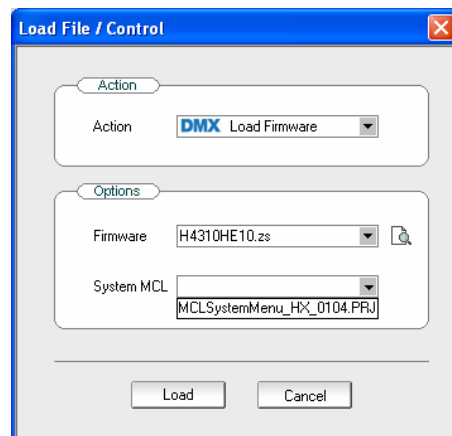 Load File / Control
Action
Action DMX Load Firmware
Options
Firmware H4310HE10.zs
System MCL
MCLSystemMenu_HX_0104.PRJ
Load Cancel